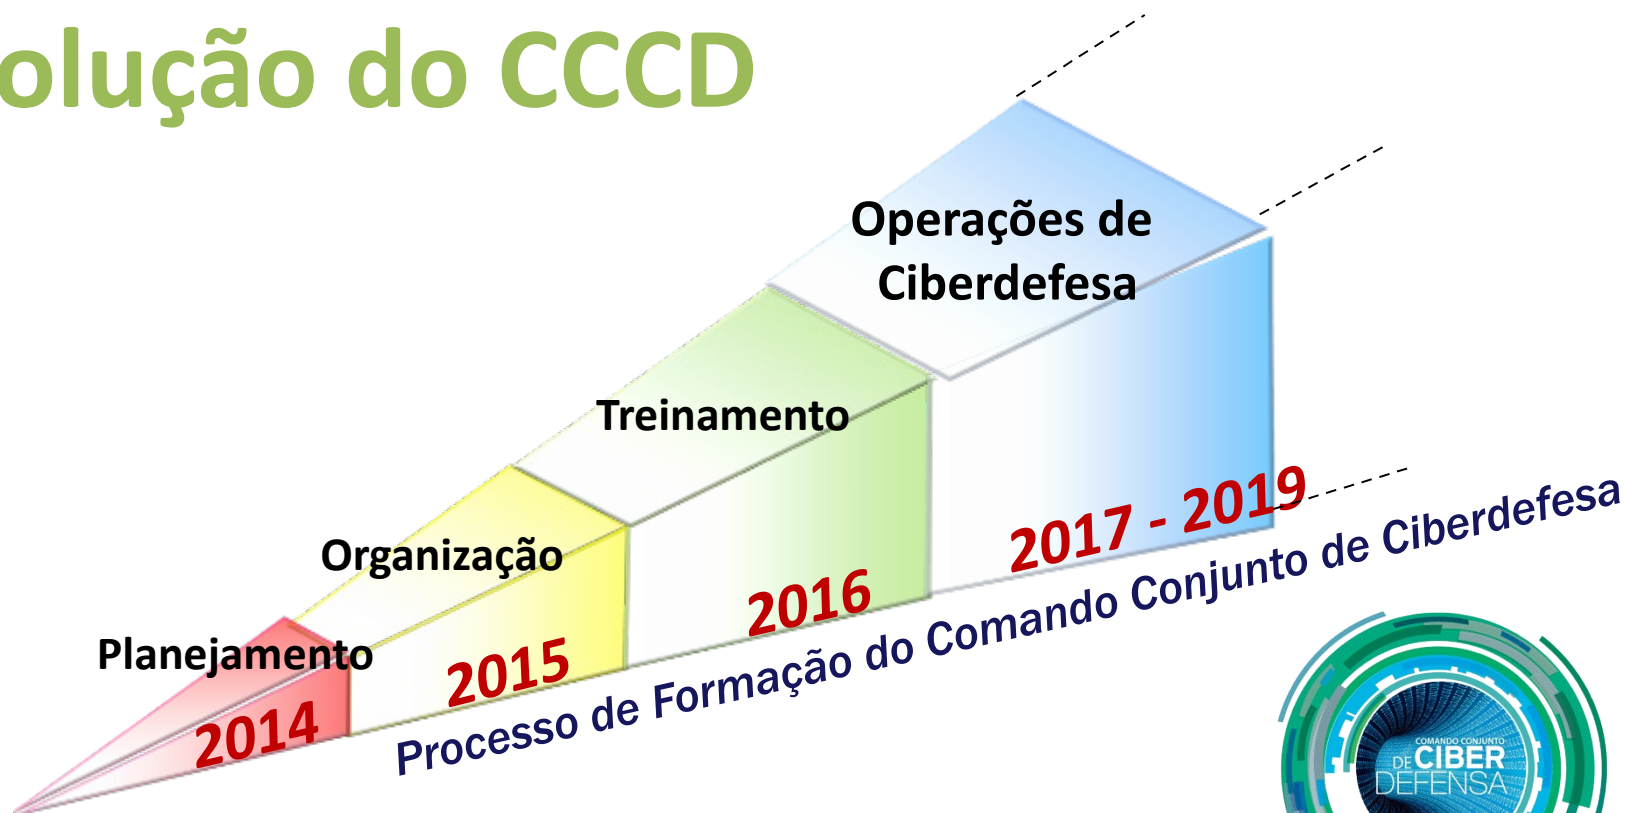 olução do CCCD
Operações de
Ciberdefesa
Treinamento
Organização
Planejamento
2014
2015
2016
2017 - 2019
Processo de Formação do Comando Conjunto de Ciberdefesa
COMANDO CONJUNTO
DE CIBER
DEFENSA